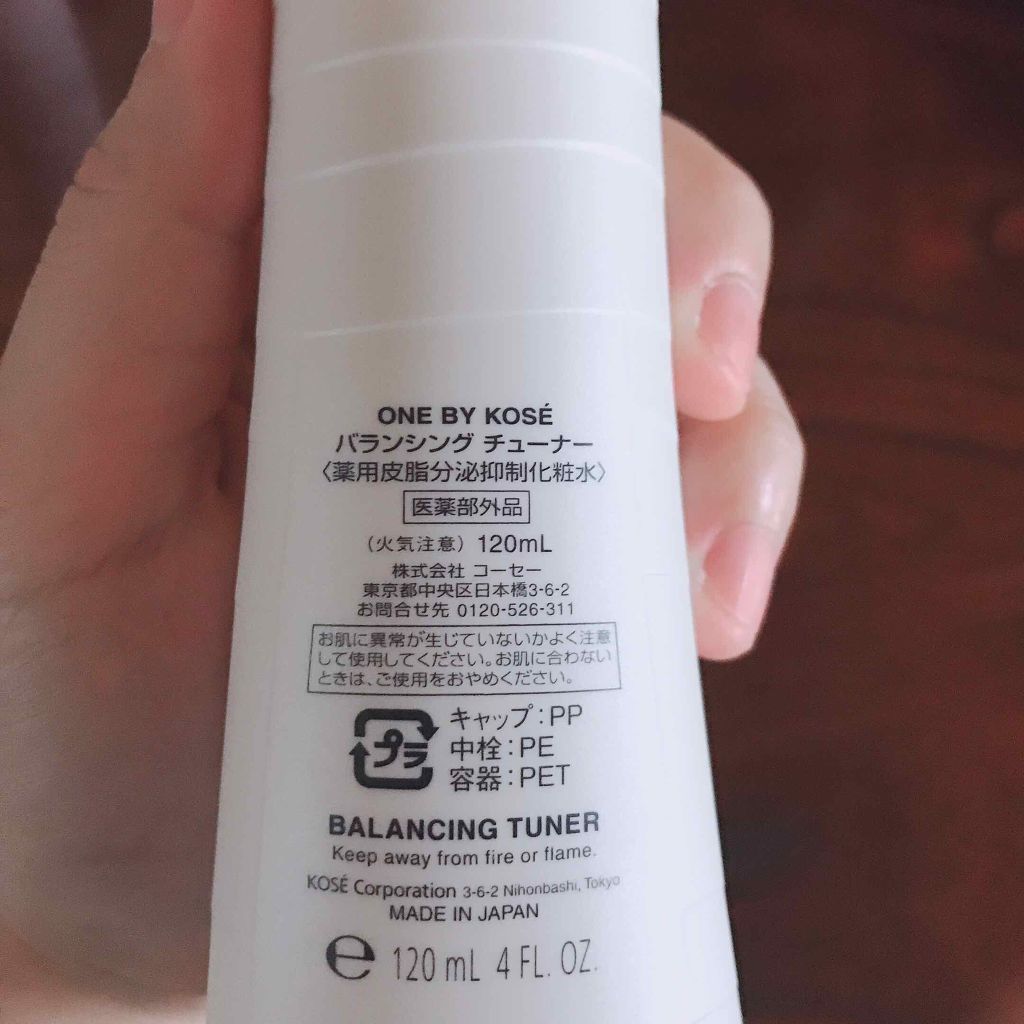 ONE BY KOSÉ
バランシング チューナー
〈薬用皮脂分泌抑制化粧水〉
医薬部外品
（火気注意） 120mL
株式会社 コーセー
東京都中央区日本橋3-6-2
お問合せ先 0120-526-311
お肌に異常が生じていないかよく注意
して使用してください。お肌に合わない
ときは、ご使用をおやめください。
プラ
キャップ：PP
中栓：PE
容器：PET
BALANCING TUNER
Keep away from fire or flame.
KOSÉ Corporation 3-6-2 Nihonbashi, Tokyo
MADE IN JAPAN
℮ 120 mL 4 FL. OZ.